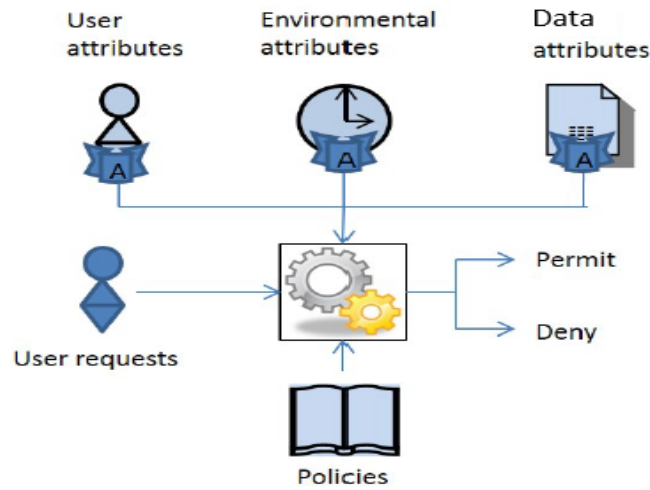 User
attributes
Environmental
attributes
Data
attributes
A
A
A
User requests
Permit
Deny
Policies